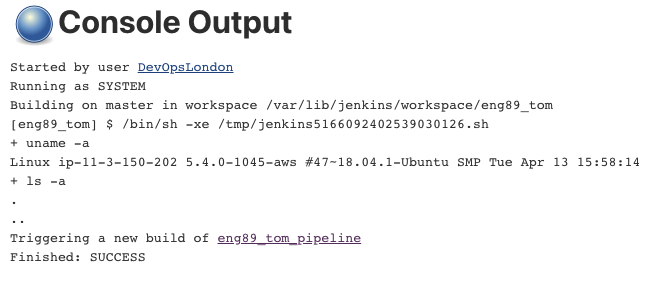 Console Output
Started by user DevOpsLondon
Running as SYSTEM
Building on master in workspace /var/lib/jenkins/workspace/eng89_tom
[eng89_tom] $ /bin/sh -xe /tmp/jenkins5166092402539030126.sh
+ uname -a
Linux ip-11-3-150-202 5.4.0-1045-aws #47~18.04.1-Ubuntu SMP Tue Apr 13 15:58:14
+ ls -a
.
..
Triggering a new build of eng89_tom_pipeline
Finished: SUCCESS